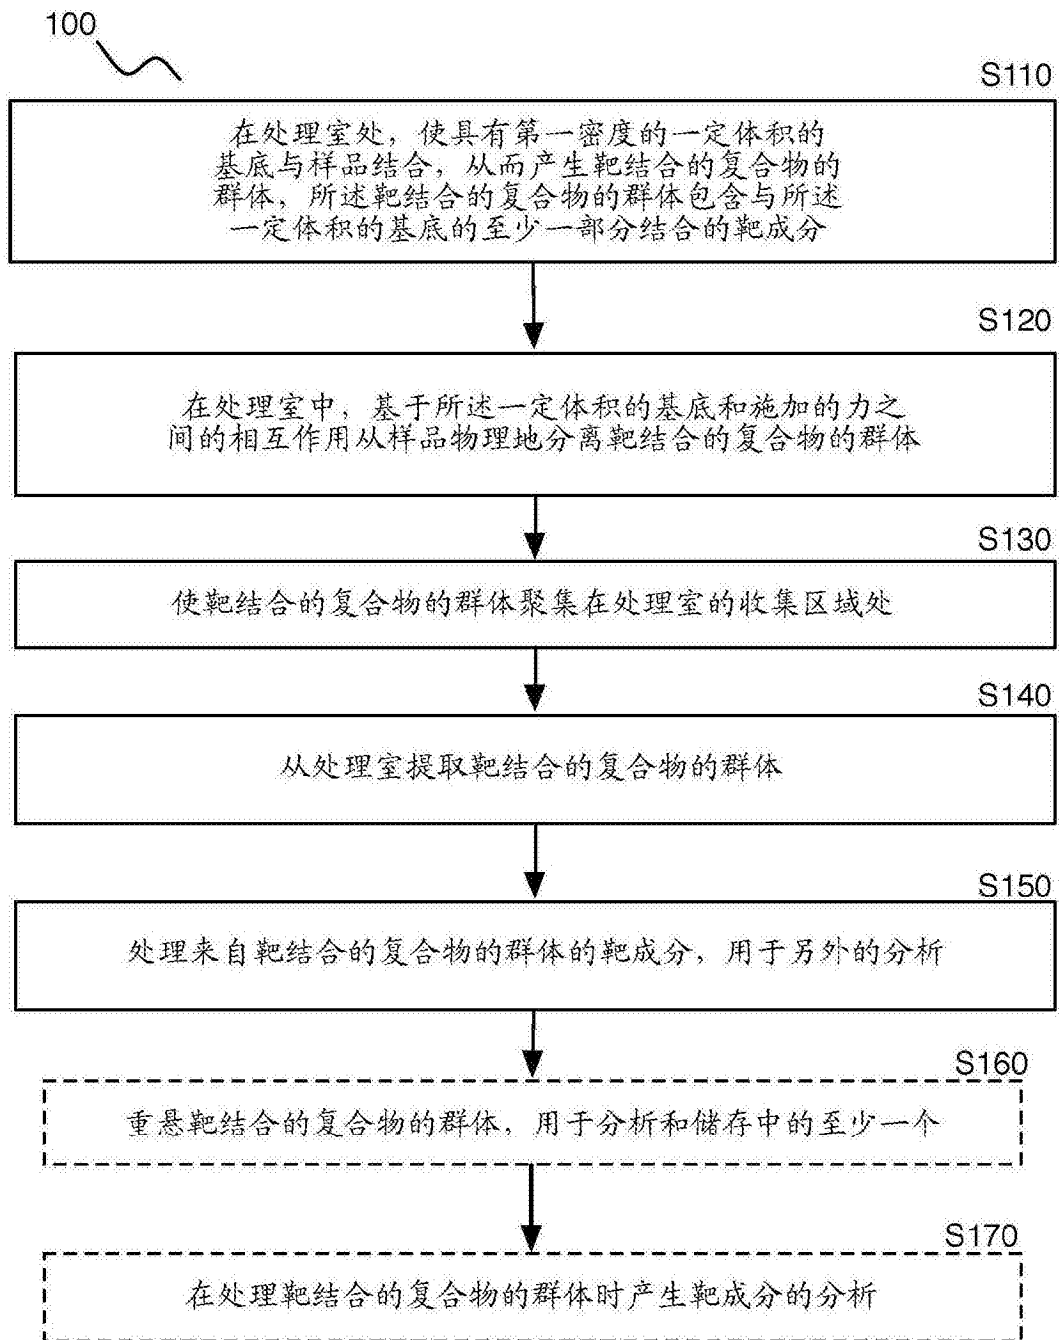 100
S110
在处理室处，使具有第一密度的一定体积的
基底与样品结合，从而产生靶结合的复合物的
群体，所述靶结合的复合物的群体包含与所述
一定体积的基底的至少一部分结合的靶成分
S120
在处理室中，基于所述一定体积的基底和施加的力之
间的相互作用从样品物理地分离靶结合的复合物的群体
S130
使靶结合的复合物的群体聚集在处理室的收集区域处
S140
从处理室提取靶结合的复合物的群体
S150
处理来自靶结合的复合物的群体的靶成分，用于另外的分析
S160
重悬靶结合的复合物的群体，用于分析和储存中的至少一个
S170
在处理靶结合的复合物的群体时产生靶成分的分析